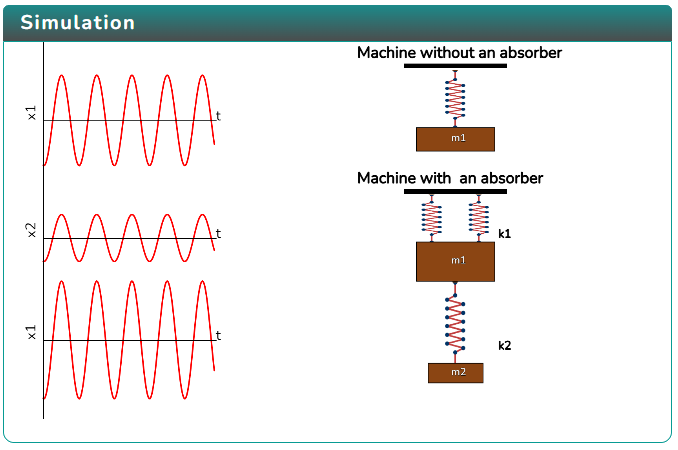 Simulation
Machine without an absorber
x1
t
m1
Machine with  an absorber
x2
t
k1
m1
x1
t
k2
m2